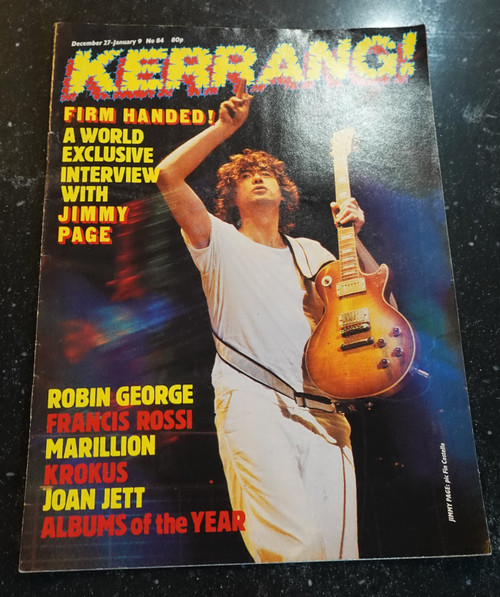 December 27-January 9 No 84 80p
KERRANG!
FIRM HANDED!
A WORLD
EXCLUSIVE
INTERVIEW
WITH
JIMMY
PAGE
ROBIN GEORGE
FRANCIS ROSSI
MARILLION
KROKUS
JOAN JETT
ALBUMS of the YEAR
JIMMY PAGE: pic Fin Costello